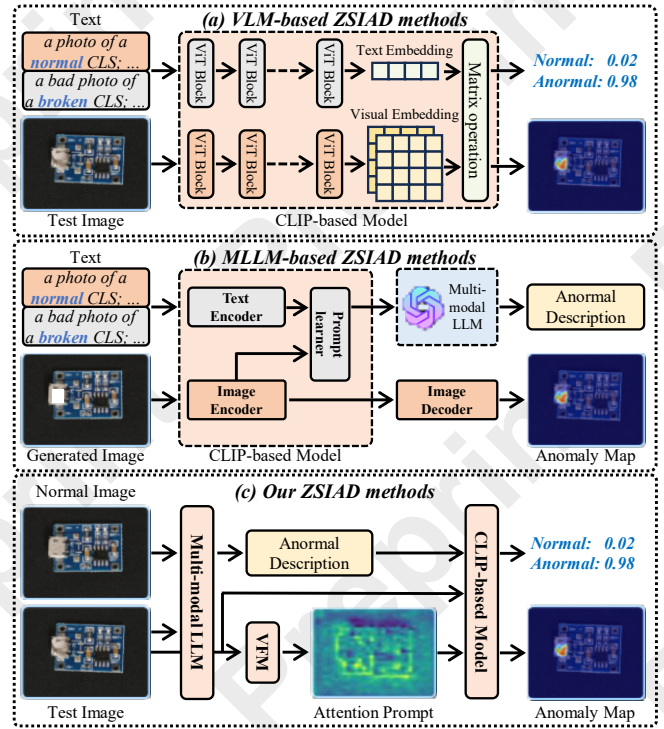 (a) VLM-based ZSIAD methods
Text
a photo of a
normal CLS; ...
a bad photo of
a broken CLS; ...
ViT Block
ViT Block
ViT Block
Text Embedding
Matrix operation
Normal: 0.02
Anormal: 0.98
Visual Embedding
ViT Block
ViT Block
ViT Block
Test Image
CLIP-based Model
(b) MLLM-based ZSIAD methods
Text
a photo of a
normal CLS; ...
a bad photo of
a broken CLS; ...
Text
Encoder
Prompt
learner
Multi-
modal
LLM
Anormal
Description
Image
Encoder
Image
Decoder
Generated Image
CLIP-based Model
Anomaly Map
(c) Our ZSIAD methods
Normal Image
Multi-modal LLM
Anormal
Description
CLIP-based Model
Normal: 0.02
Anormal: 0.98
VFM
Test Image
Attention Prompt
Anomaly Map
Preprin